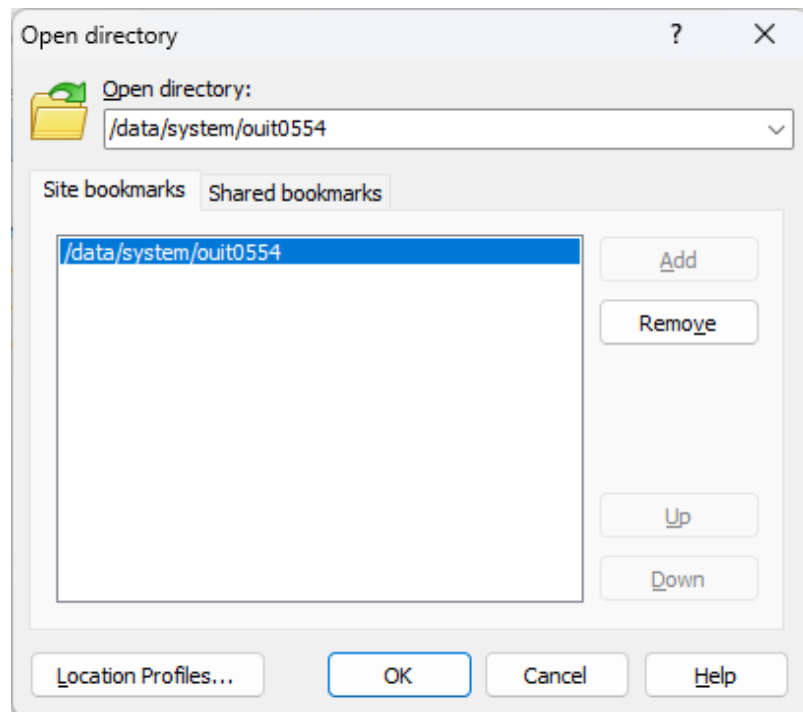 Open directory
?
Open directory:
/data/system/ouit0554
Site bookmarks
Shared bookmarks
/data/system/ouit0554
Add
Remove
Up
Down
Location Profiles...
OK
Cancel
Help